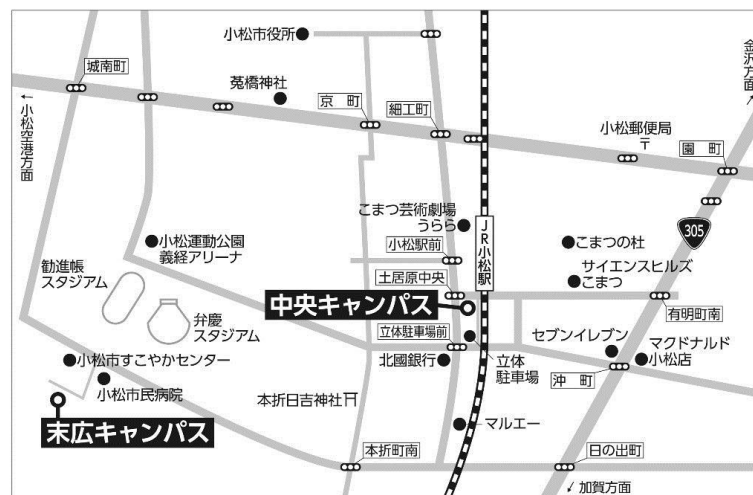 小松市役所
金沢方面
城南町
莵橋神社
京町
細工町
←小松空港方面
小松郵便局
〒
園町
305
こまつ芸術劇場
うらら
JR小松駅
小松運動公園
義経アリーナ
小松駅前
こまつの杜
サイエンスヒルズ
こまつ
勧進帳
スタジアム
土居原中央
中央キャンパス
有明町南
弁慶
スタジアム
立体駐車場前
セブンイレブン
マクドナルド
小松店
小松市すこやかセンター
北國銀行
立体
駐車場
沖町
小松市民病院
本折日吉神社
末広キャンパス
マルエー
本折町南
日の出町
加賀方面